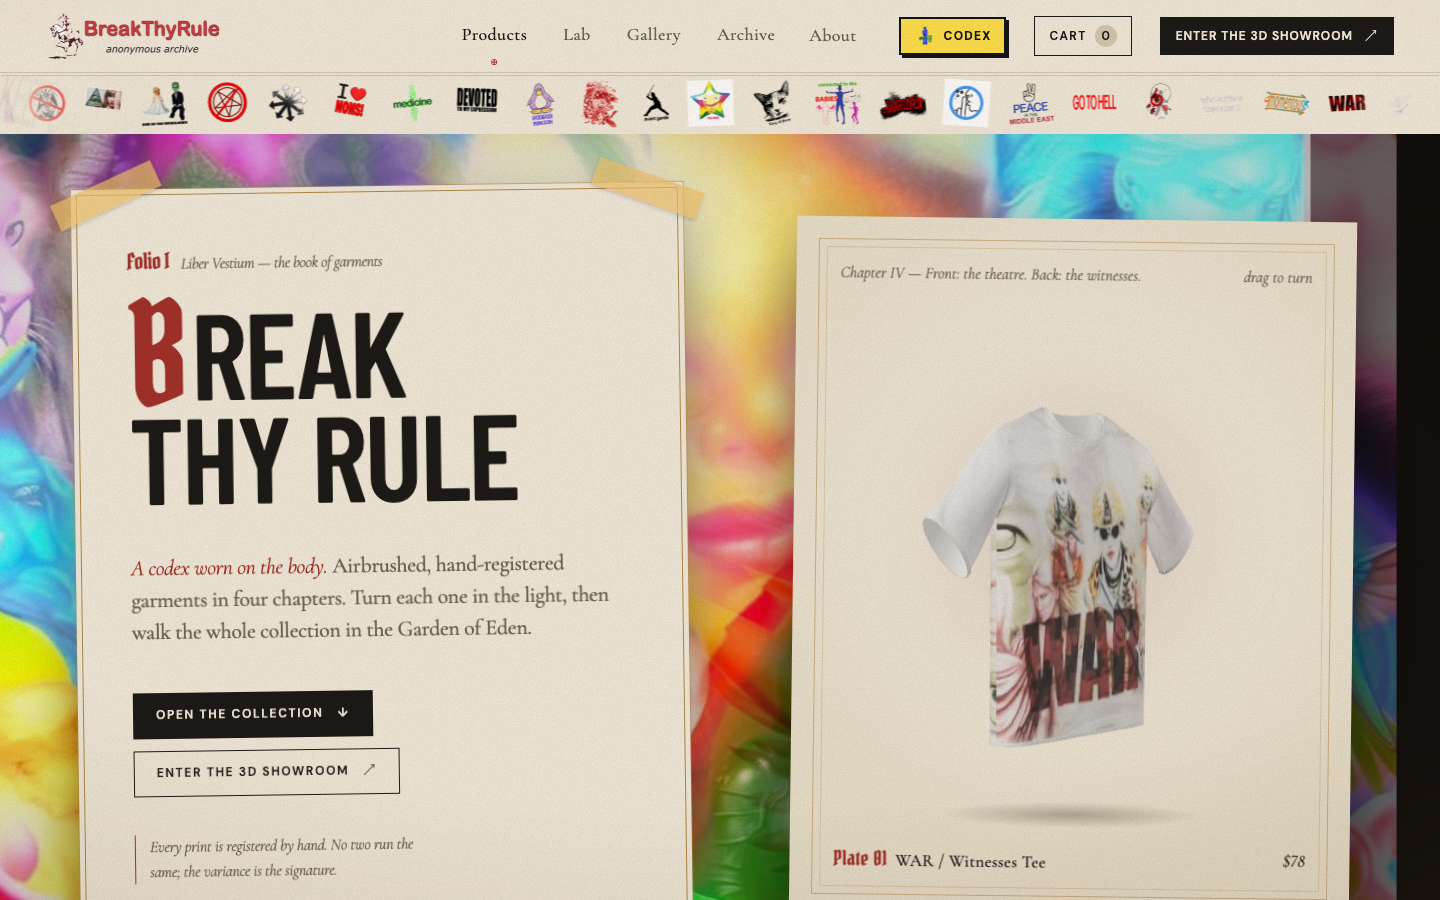 BreakThyRule
anonymous archive
Products
Lab
Gallery
Archive
About
CODEX
CART 0
ENTER THE 3D SHOWROOM ↗
I ♥
NONS!
medicine
DEVOTED
BABIES
PEACE
IN THE
MIDDLE EAST
GO TO HELL
WAR
Folio I Liber Vestium — the book of garments
BREAK
THY RULE
A codex worn on the body. Airbrushed, hand-registered
garments in four chapters. Turn each one in the light, then
walk the whole collection in the Garden of Eden.
OPEN THE COLLECTION ↓
ENTER THE 3D SHOWROOM ↗
Every print is registered by hand. No two run the
same; the variance is the signature.
Chapter IV — Front: the theatre. Back: the witnesses.
drag to turn
WAR
Plate 01 WAR / Witnesses Tee
$78